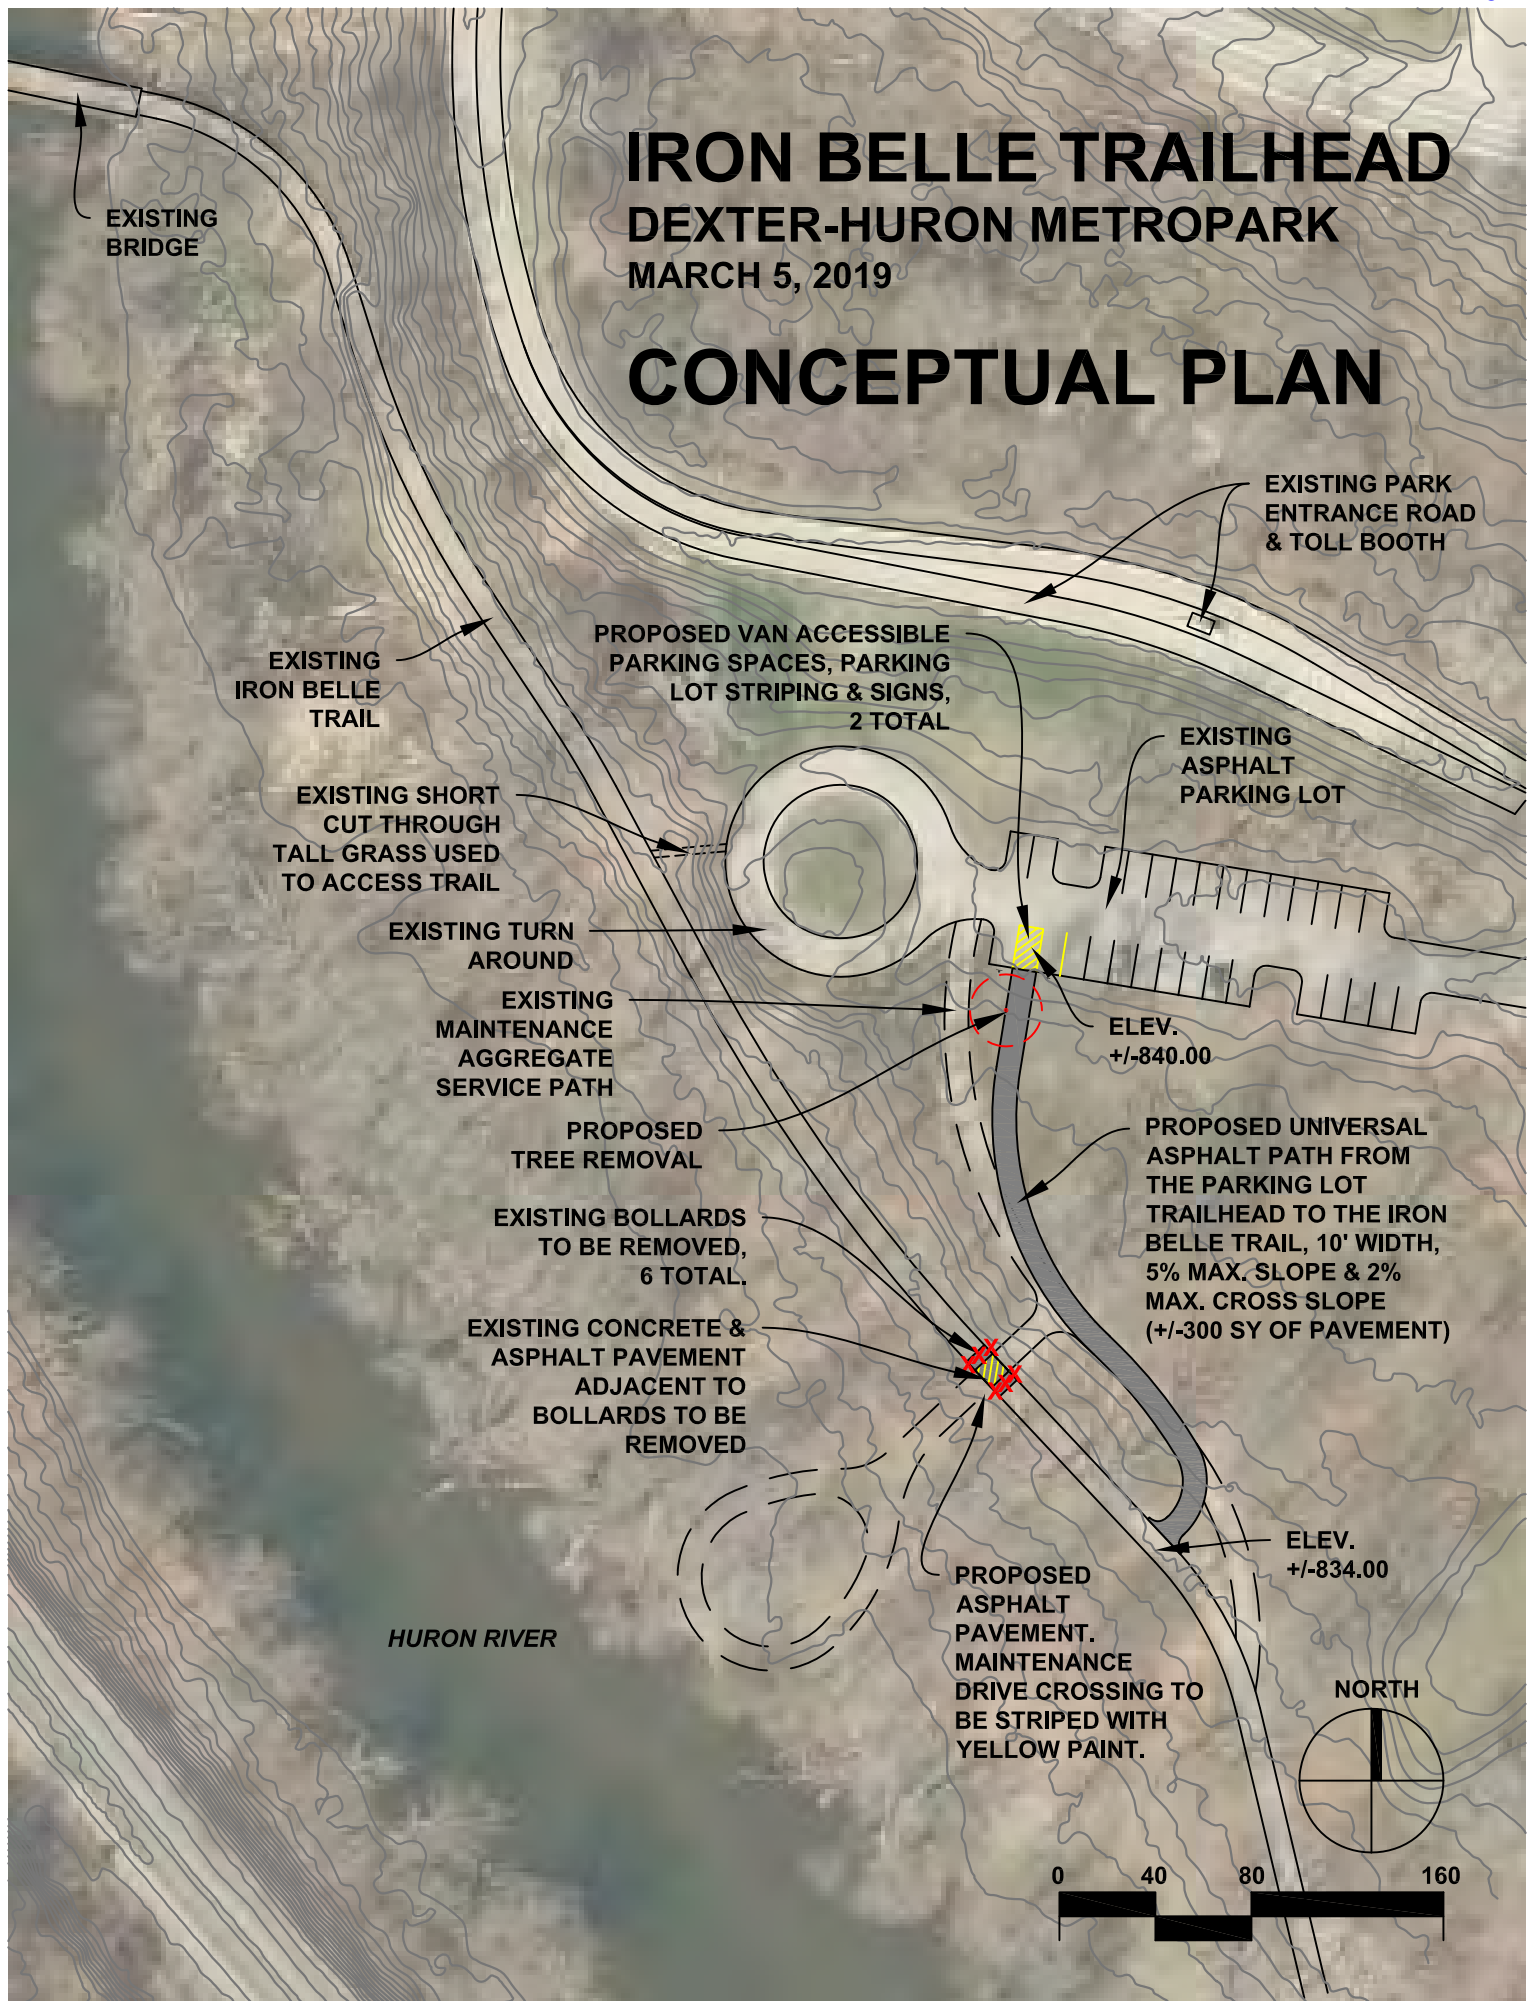 IRON BELLE TRAILHEAD
DEXTER-HURON METROPARK
MARCH 5, 2019
CONCEPTUAL PLAN
EXISTING
BRIDGE
EXISTING PARK
ENTRANCE ROAD
& TOLL BOOTH
PROPOSED VAN ACCESSIBLE
PARKING SPACES, PARKING
LOT STRIPING & SIGNS,
2 TOTAL
EXISTING
IRON BELLE
TRAIL
EXISTING
ASPHALT
PARKING LOT
EXISTING SHORT
CUT THROUGH
TALL GRASS USED
TO ACCESS TRAIL
EXISTING TURN
AROUND
EXISTING
MAINTENANCE
AGGREGATE
SERVICE PATH
ELEV.
+/-840.00
PROPOSED
TREE REMOVAL
PROPOSED UNIVERSAL
ASPHALT PATH FROM
THE PARKING LOT
TRAILHEAD TO THE IRON
BELLE TRAIL, 10' WIDTH,
5% MAX. SLOPE & 2%
MAX. CROSS SLOPE
(+/-300 SY OF PAVEMENT)
EXISTING BOLLARDS
TO BE REMOVED,
6 TOTAL.
EXISTING CONCRETE &
ASPHALT PAVEMENT
ADJACENT TO
BOLLARDS TO BE
REMOVED
ELEV.
+/-834.00
PROPOSED
ASPHALT
PAVEMENT.
MAINTENANCE
DRIVE CROSSING TO
BE STRIPED WITH
YELLOW PAINT.
HURON RIVER
NORTH
0 40 80 160